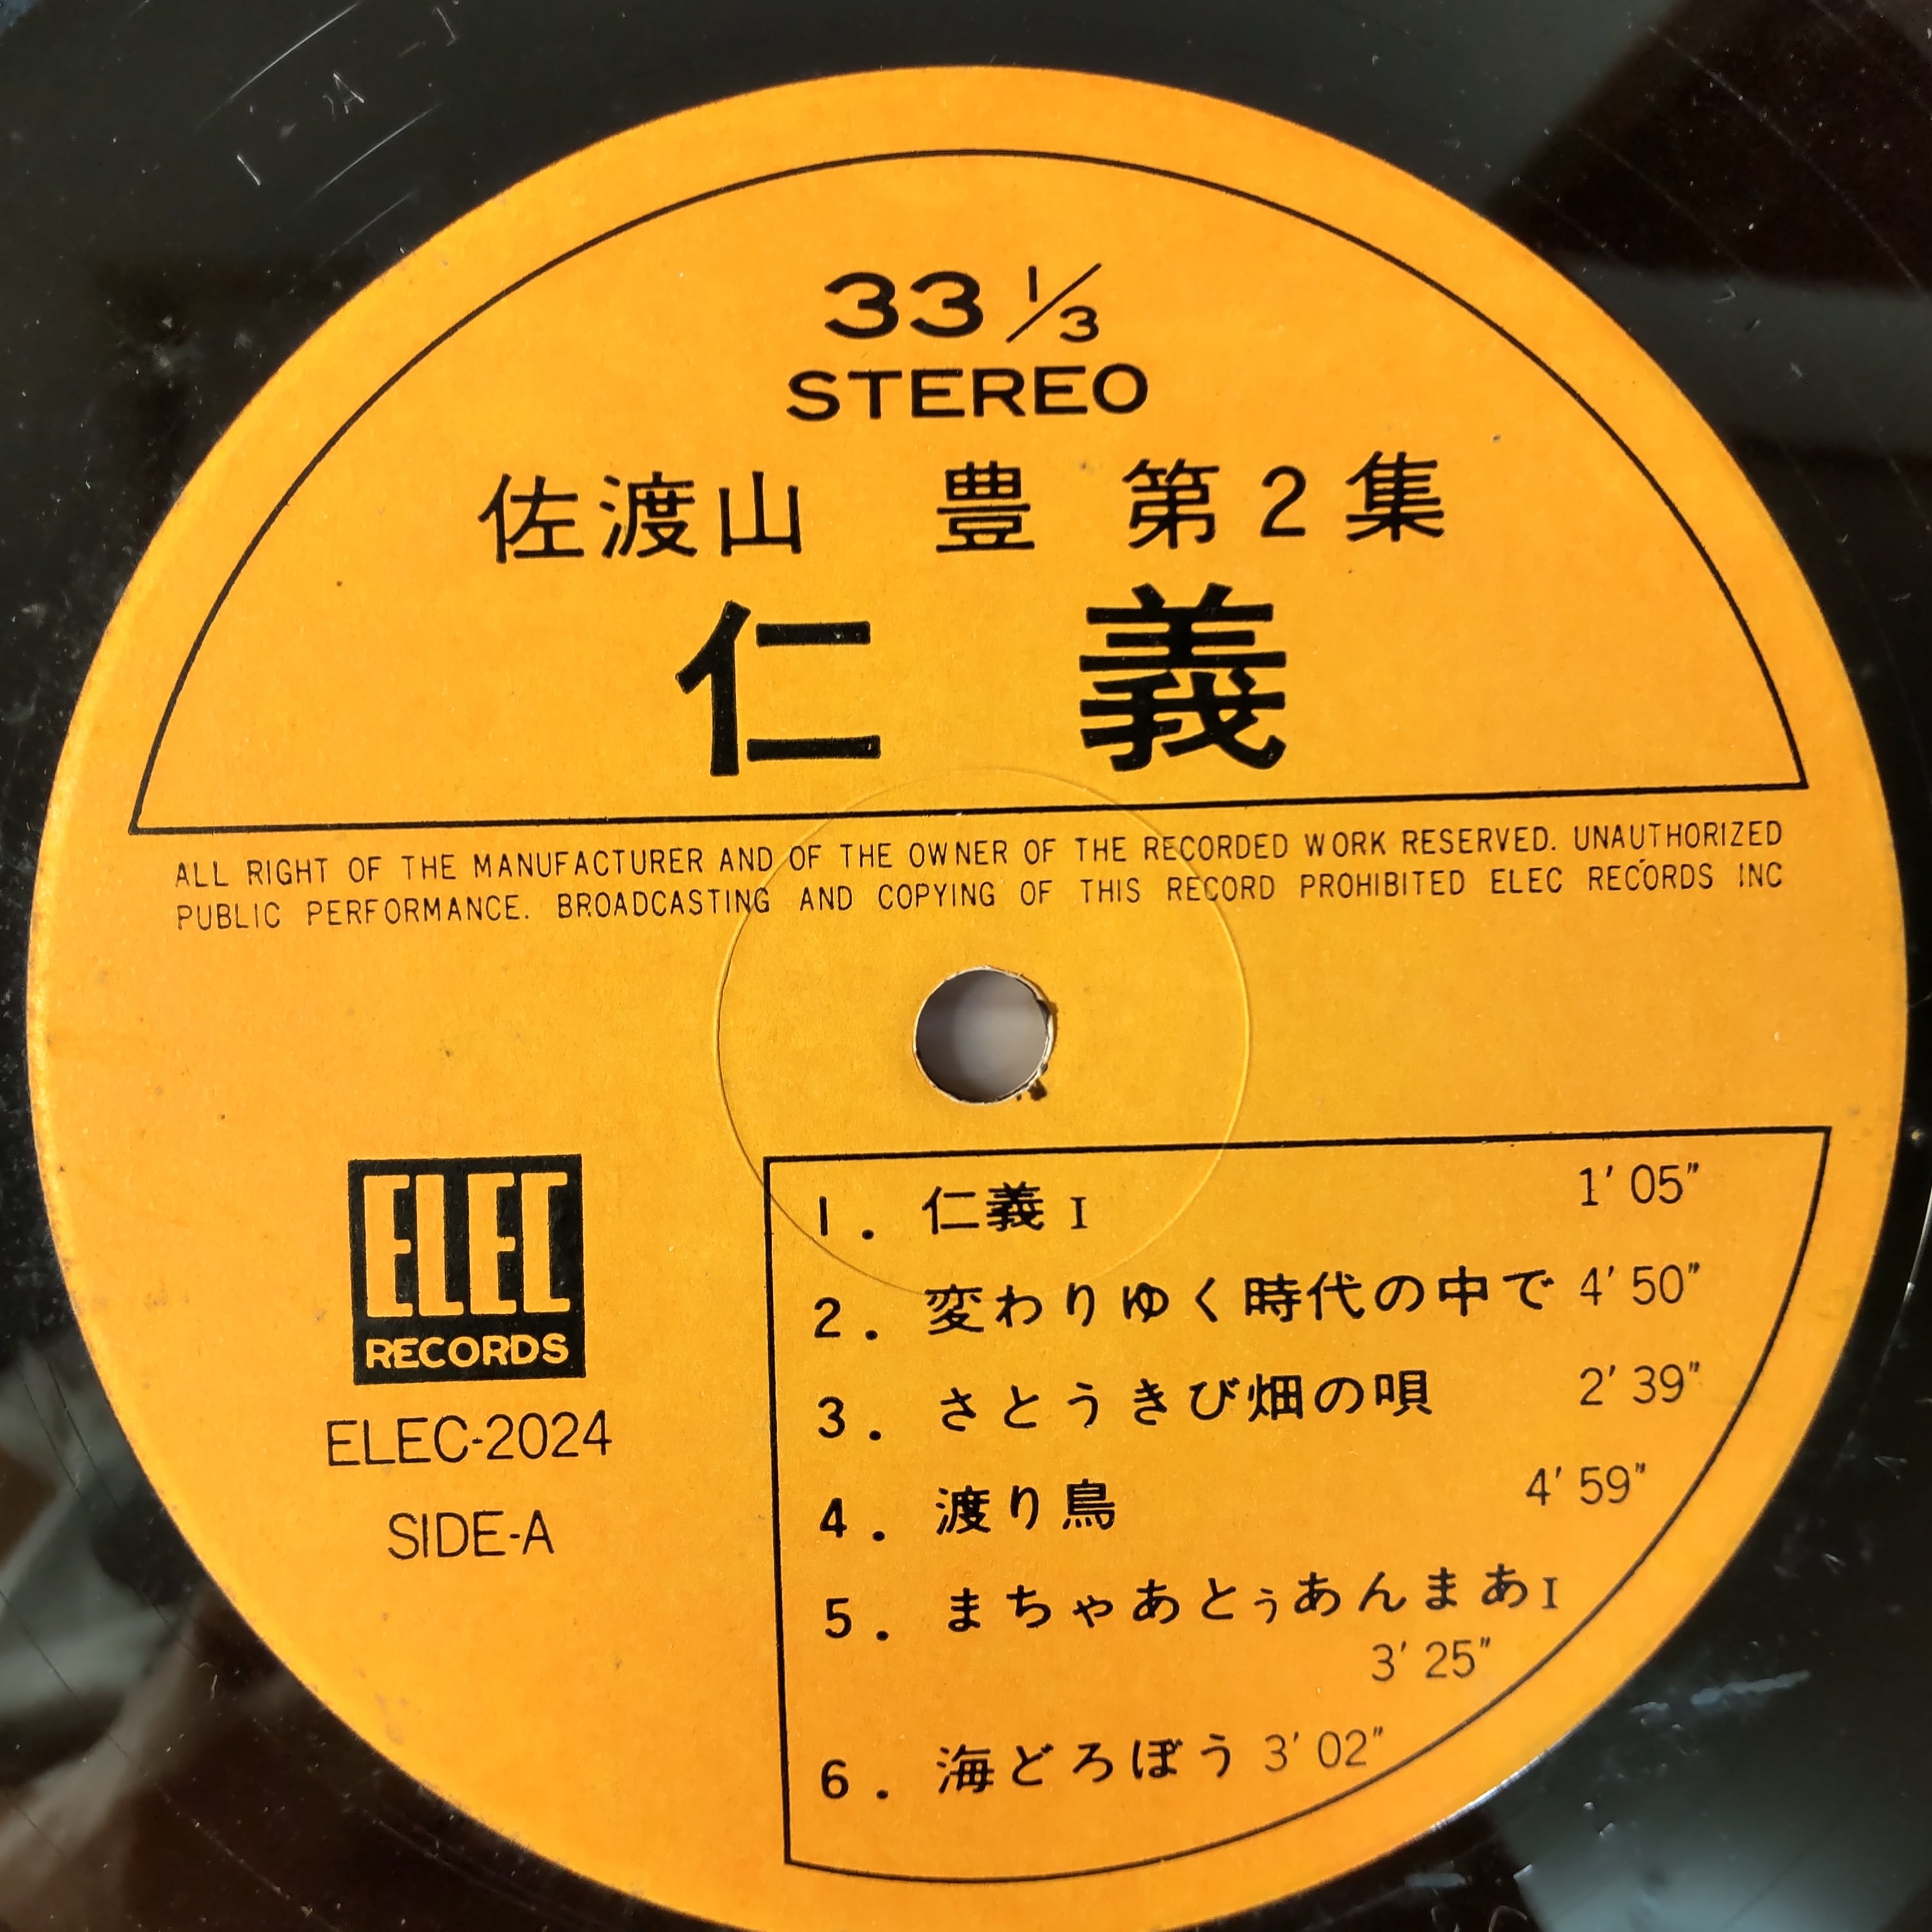 33 1/3
STEREO
佐渡山 豊 第2集
仁 義
ALL RIGHT OF THE MANUFACTURER AND OF THE OWNER OF THE RECORDED WORK RESERVED. UNAUTHORIZED
PUBLIC PERFORMANCE. BROADCASTING AND COPYING OF THIS RECORD PROHIBITED ELEC RECORDS INC
ELEC
RECORDS
ELEC-2024
SIDE-A
1. 仁義 I 1′05″
2. 変わりゆく時代の中で 4′50″
3. さとうきび畑の唄 2′39″
4. 渡り鳥 4′59″
5. まちゃあとぅあんまあ I
3′25″
6. 海どろぼう 3′02″